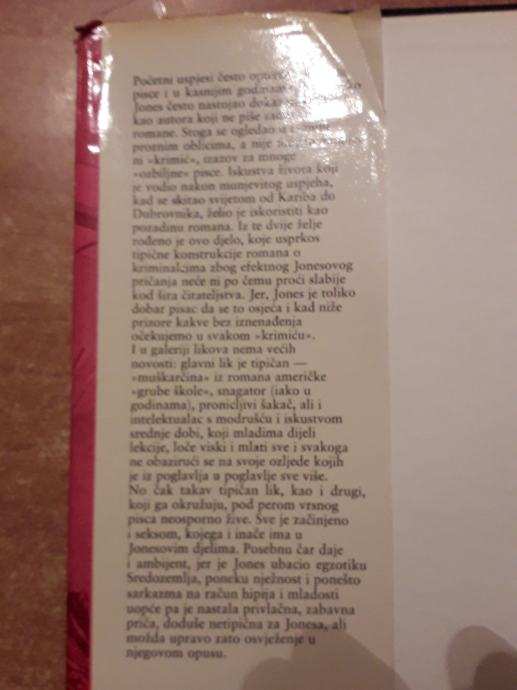 Početni uspjesi često
pisce i u kasnijim
Jones često nastojao
kao autora koji ne piše
romane. Stoga se ogledao u
proznim oblicima, a nije
ni »krimić«, izazov za mnoge
»ozbiljne« pisce. Iskustva života koji
je vodio nakon munjevitog uspjeha,
kad se skitao svijetom od Kariba do
Dubrovnika, želio je iskoristiti kao
pozadinu romana. Iz te dvije želje
rođeno je ovo djelo, koje usprkos
tipične konstrukcije romana o
kriminalcima zbog efektnog Jonesovog
pričanja neće ni po čemu proći slabije
kod šira čitateljstva. Jer, Jones je toliko
dobar pisac da se to osjeća i kad niže
prizore kakve bez iznenađenja
očekujemo u svakom »krimiću«.
I u galeriji likova nema većih
novosti: glavni lik je tipičan —
»muškarčina« iz romana američke
»grube škole«, snagator (iako u
godinama), pronicljivi šakač, ali i
intelektualac s modrušću i iskustvom
srednje dobi, koji mladima dijeli
lekcije, loče viski i mlati sve i svakoga
ne obazirući se na svoje ozljede kojih
je iz poglavlja u poglavlje sve više.
No čak takav tipičan lik, kao i drugi,
koji ga okružuju, pod perom vrsnog
pisca neosporno žive. Sve je začinjeno
i seksom, kojega i inače ima u
Jonesovim djelima. Posebnu čar daje
i ambijent, jer je Jones ubacio egzotiku
Sredozemlja, poneku nježnost i ponešto
sarkazma na račun hipija i mladosti
uopće pa je nastala privlačna, zabavna
priča, doduše netipična za Jonesa, ali
možda upravo zato osvježenje u
njegovom opusu.